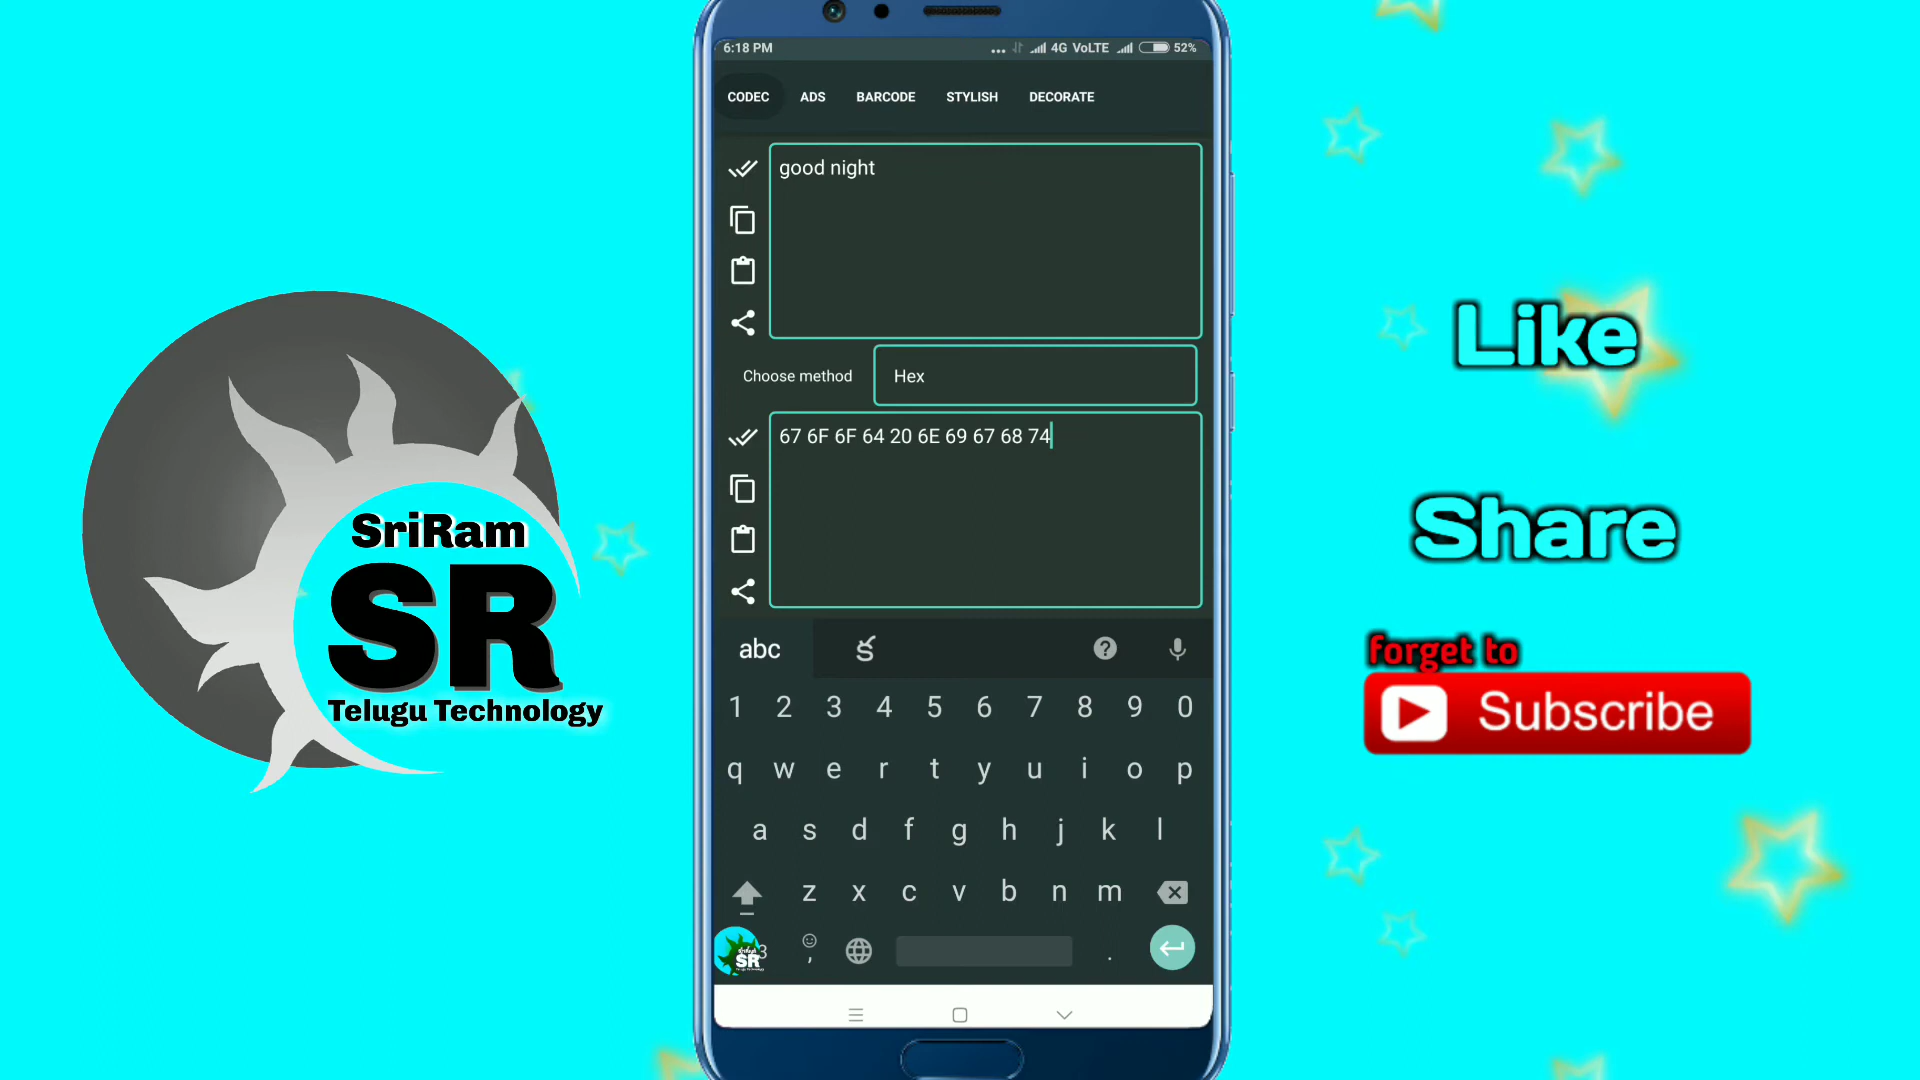 6:18 PM
4G VoLTE 52%
CODEC ADS BARCODE STYLISH DECORATE
good night
Choose method Hex
67 6F 6F 64 20 6E 69 67 68 74
abc క
1 2 3 4 5 6 7 8 9 0
q w e r t y u i o p
a s d f g h j k l
z x c v b n m
, .
SR
SriRam
SR
Telugu Technology
Like
Share
forget to
Subscribe